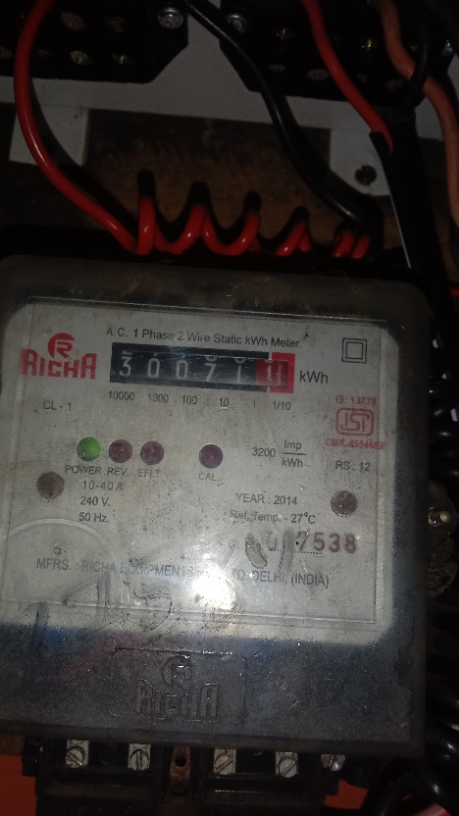 A.C. 1 Phase 2 Wire Static kWh Meter
RICHA
30071 kWh
10000 1000 100 10 1 1/10
CL - 1
IS: 13779
ISI
3200 Imp/kWh
POWER REV. E/LT CAL
RS: 12
10-40 A
240 V.
50 Hz.
YEAR : 2014
Ref. Temp. - 27°C
7538
MFRS. : RICHA DELHI, (INDIA)
RICHA